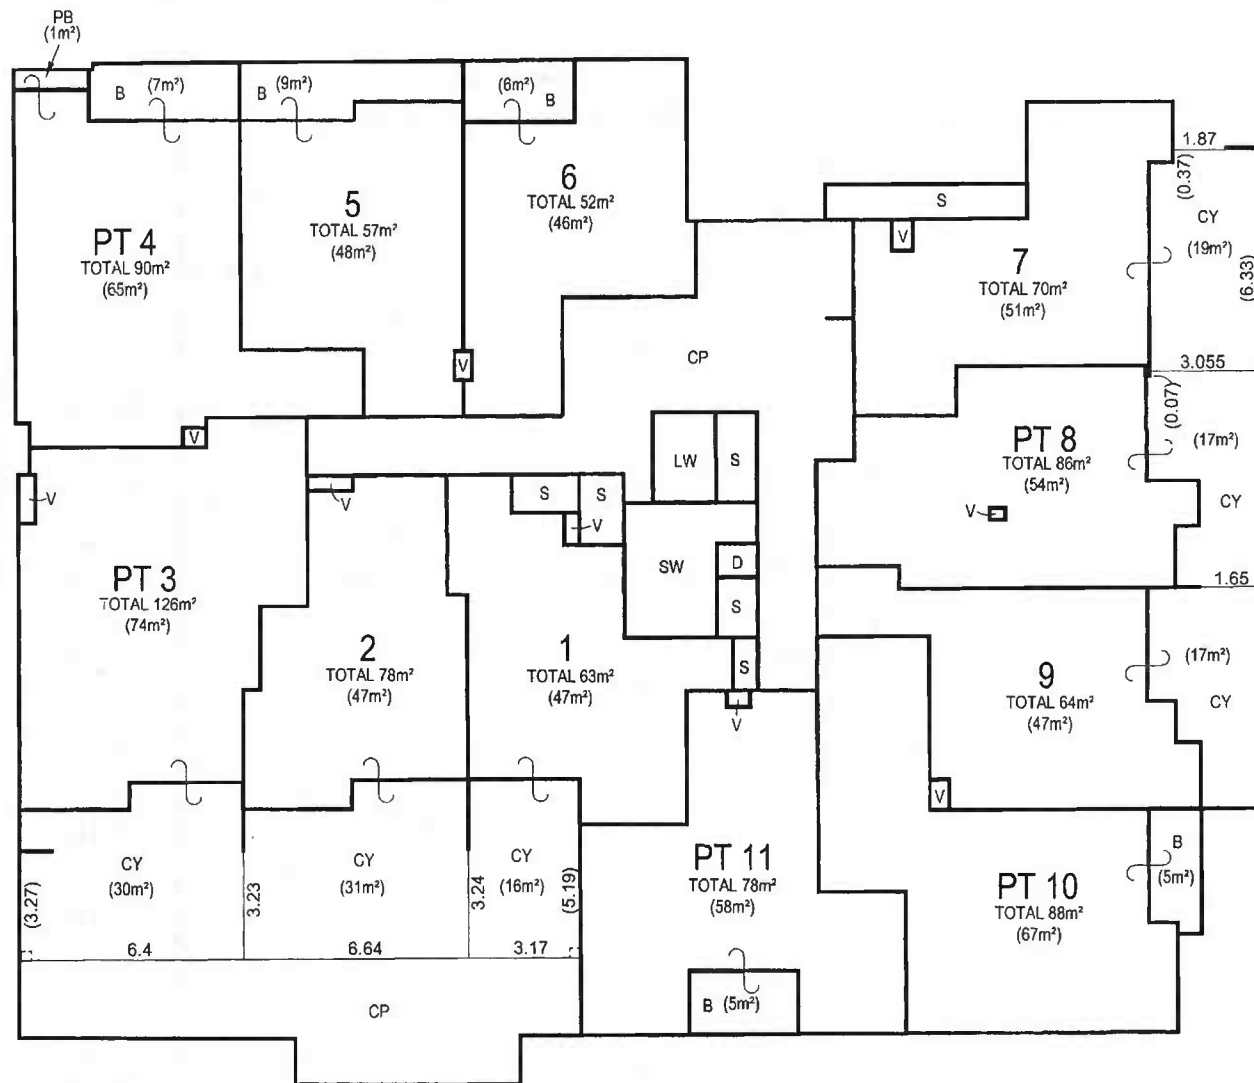 PB
(1m²)
B
(7m²)
B
(9m²)
(6m²)
B
1.87
(0.37)
S
V
CY
(19m²)
(6.33)
6
TOTAL 52m²
(46m²)
5
TOTAL 57m²
(48m²)
PT 4
TOTAL 90m²
(65m²)
7
TOTAL 70m²
(51m²)
CP
V
3.055
(0.07)
V
LW
S
PT 8
TOTAL 86m²
(54m²)
(17m²)
CY
V
V
V
S
S
V
SW
D
S
S
V
1.65
PT 3
TOTAL 126m²
(74m²)
2
TOTAL 78m²
(47m²)
1
TOTAL 63m²
(47m²)
9
TOTAL 64m²
(47m²)
(17m²)
CY
V
CY
(30m²)
(3.27)
3.23
CY
(31m²)
3.24
CY
(16m²)
(5.19)
PT 11
TOTAL 78m²
(58m²)
PT 10
TOTAL 88m²
(67m²)
B
(5m²)
6.4
6.64
3.17
CP
B
(5m²)